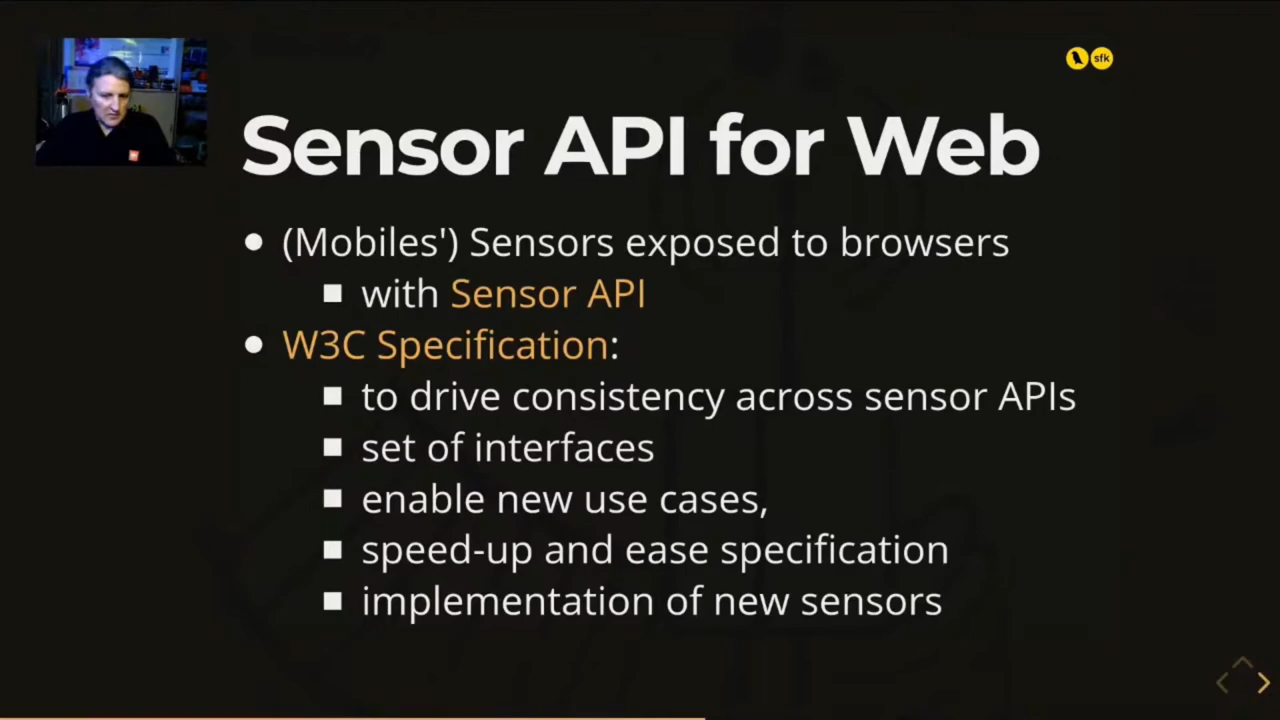 sfk
Sensor API for Web
(Mobiles') Sensors exposed to browsers
with Sensor API
W3C Specification:
to drive consistency across sensor APIs
set of interfaces
enable new use cases,
speed-up and ease specification
implementation of new sensors